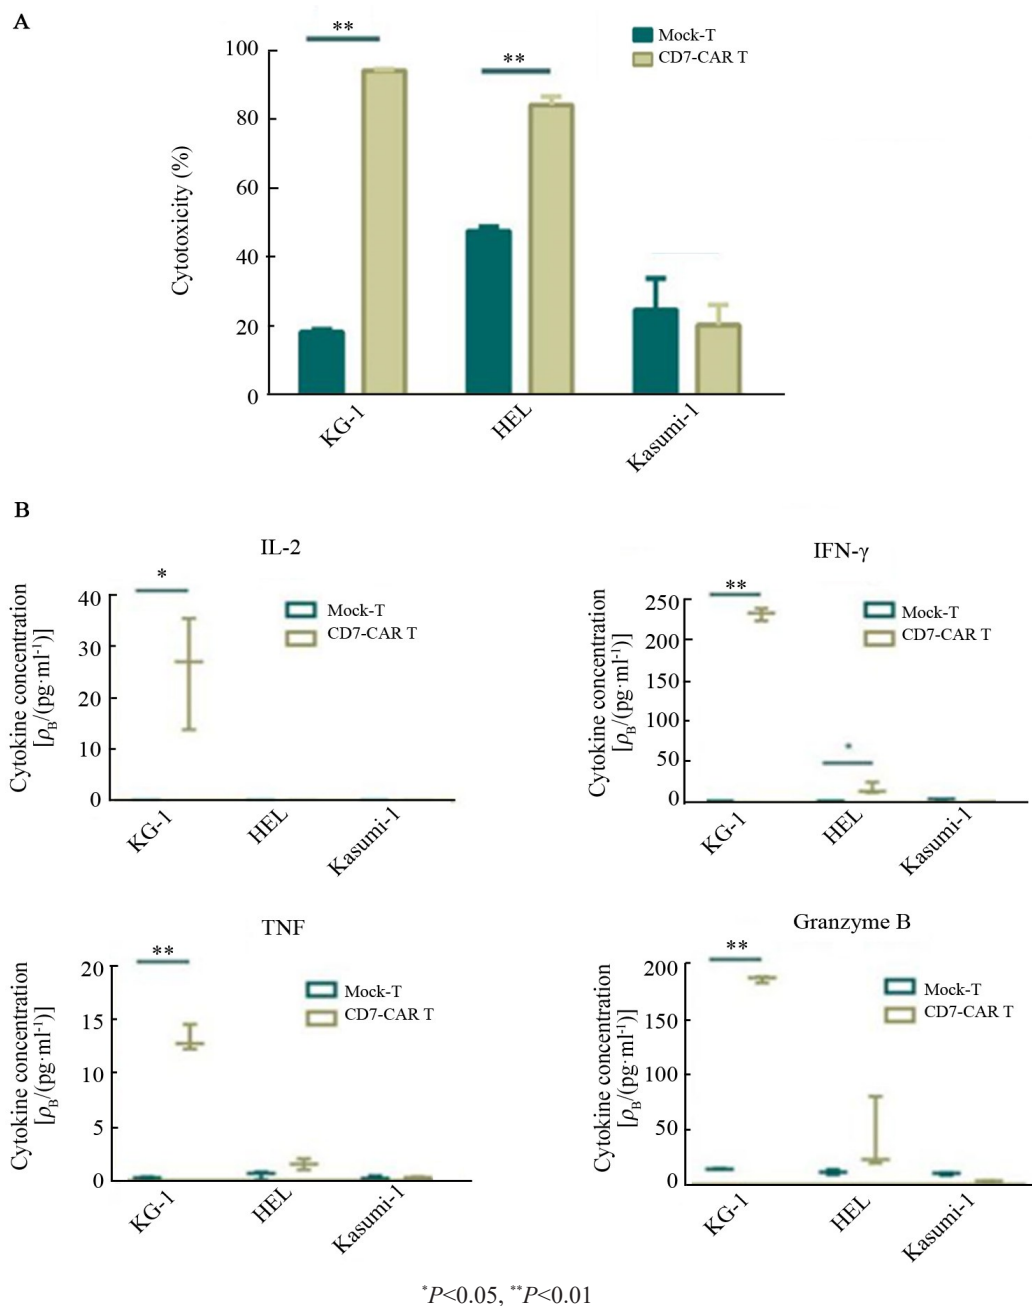 A
**
**
Mock-T
CD7-CAR T
100
80
60
40
20
0
Cytotoxicity (%)
KG-1
HEL
Kasumi-1
B
IL-2
*
Mock-T
CD7-CAR T
40
30
20
10
0
Cytokine concentration
[ρB/(pg·ml-1)]
KG-1
HEL
Kasumi-1
IFN-γ
**
*
Mock-T
CD7-CAR T
250
200
150
100
50
0
Cytokine concentration
[ρB/(pg·ml-1)]
KG-1
HEL
Kasumi-1
TNF
**
Mock-T
CD7-CAR T
20
15
10
5
0
Cytokine concentration
[ρB/(pg·ml-1)]
KG-1
HEL
Kasumi-1
Granzyme B
**
Mock-T
CD7-CAR T
200
150
100
50
0
Cytokine concentration
[ρB/(pg·ml-1)]
KG-1
HEL
Kasumi-1
*P<0.05, **P<0.01